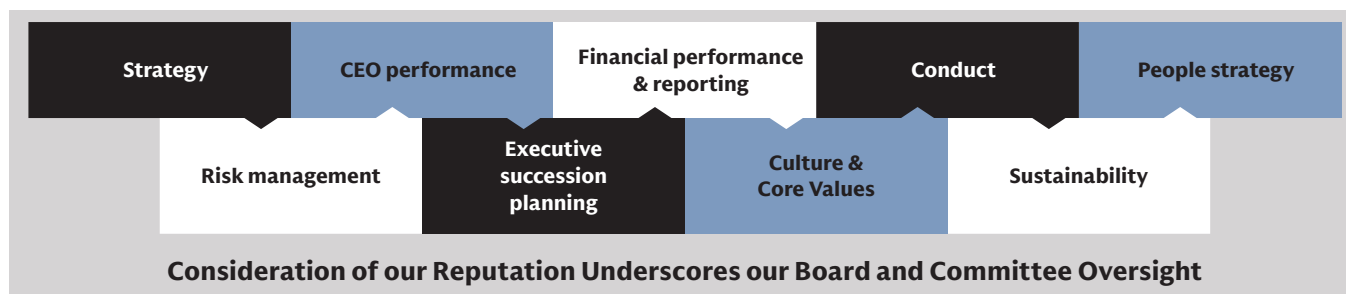 Strategy
CEO performance
Financial performance
& reporting
Conduct
People strategy
Risk management
Executive
succession
planning
Culture &
Core Values
Sustainability
Consideration of our Reputation Underscores our Board and Committee Oversight